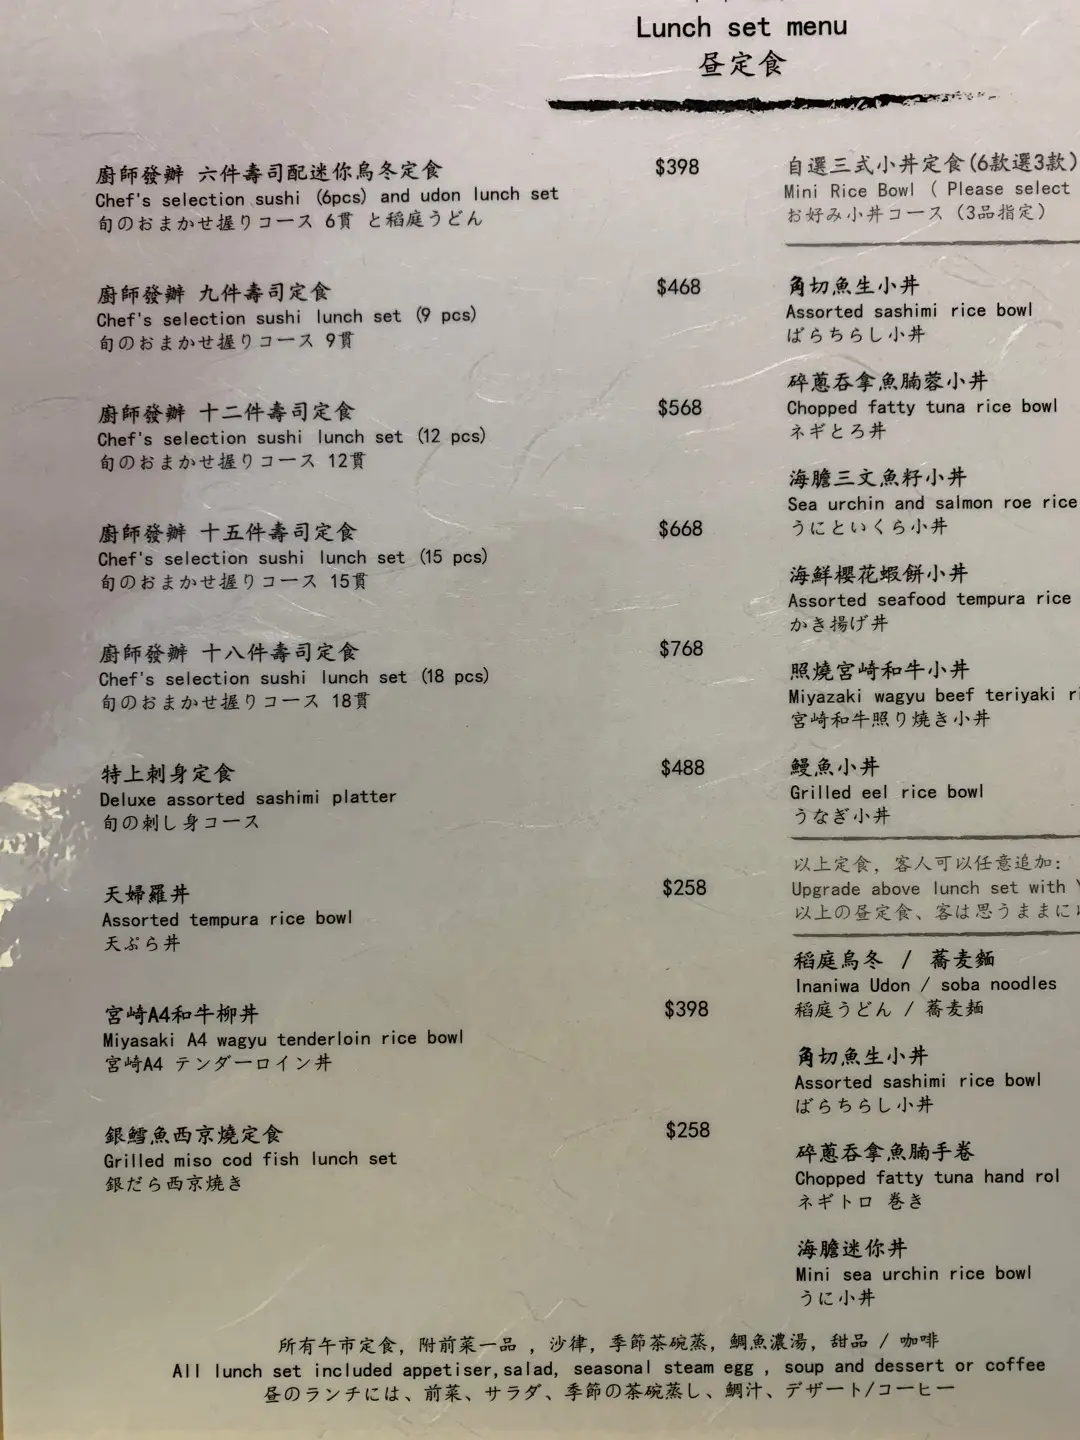 Lunch set menu
昼定食
廚師發辦 六件壽司配迷你烏冬定食 $398
Chef's selection sushi (6pcs) and udon lunch set
旬のおまかせ握りコース 6貫 と稲庭うどん
廚師發辦 九件壽司定食 $468
Chef's selection sushi lunch set (9 pcs)
旬のおまかせ握りコース 9貫
廚師發辦 十二件壽司定食 $568
Chef's selection sushi lunch set (12 pcs)
旬のおまかせ握りコース 12貫
廚師發辦 十五件壽司定食 $668
Chef's selection sushi lunch set (15 pcs)
旬のおまかせ握りコース 15貫
廚師發辦 十八件壽司定食 $768
Chef's selection sushi lunch set (18 pcs)
旬のおまかせ握りコース 18貫
特上刺身定食 $488
Deluxe assorted sashimi platter
旬の刺し身コース
天婦羅丼 $258
Assorted tempura rice bowl
天ぷら丼
宮崎A4和牛柳丼 $398
Miyasaki A4 wagyu tenderloin rice bowl
宮崎A4 テンダーロイン丼
銀鱈魚西京燒定食 $258
Grilled miso cod fish lunch set
銀だら西京焼き
自選三式小丼定食(6款選3款)
Mini Rice Bowl ( Please select
お好み小丼コース (3品指定)
角切魚生小丼
Assorted sashimi rice bowl
ばらちらし小丼
碎蔥吞拿魚腩蓉小丼
Chopped fatty tuna rice bowl
ネギとろ丼
海膽三文魚籽小丼
Sea urchin and salmon roe rice
うにといくら小丼
海鮮櫻花蝦餅小丼
Assorted seafood tempura rice
かき揚げ丼
照燒宮崎和牛小丼
Miyazaki wagyu beef teriyaki
宮崎和牛照り焼き小丼
鰻魚小丼
Grilled eel rice bowl
うなぎ小丼
以上定食, 客人可以任意追加:
Upgrade above lunch set with
以上の昼定食、客は思うままに
稻庭烏冬 / 蕎麦麵
Inaniwa Udon / soba noodles
稲庭うどん / 蕎麦麵
角切魚生小丼
Assorted sashimi rice bowl
ばらちらし小丼
碎蔥吞拿魚腩手卷
Chopped fatty tuna hand rol
ネギトロ 巻き
海膽迷你丼
Mini sea urchin rice bowl
うに小丼
所有午市定食, 附前菜一品 , 沙律, 季節茶碗蒸, 鯛魚濃湯, 甜品 / 咖啡
All lunch set included appetiser,salad, seasonal steam egg , soup and dessert or coffee
昼のランチには、前菜、サラダ、季節の茶碗蒸し、鯛汁、デザート/コーヒー